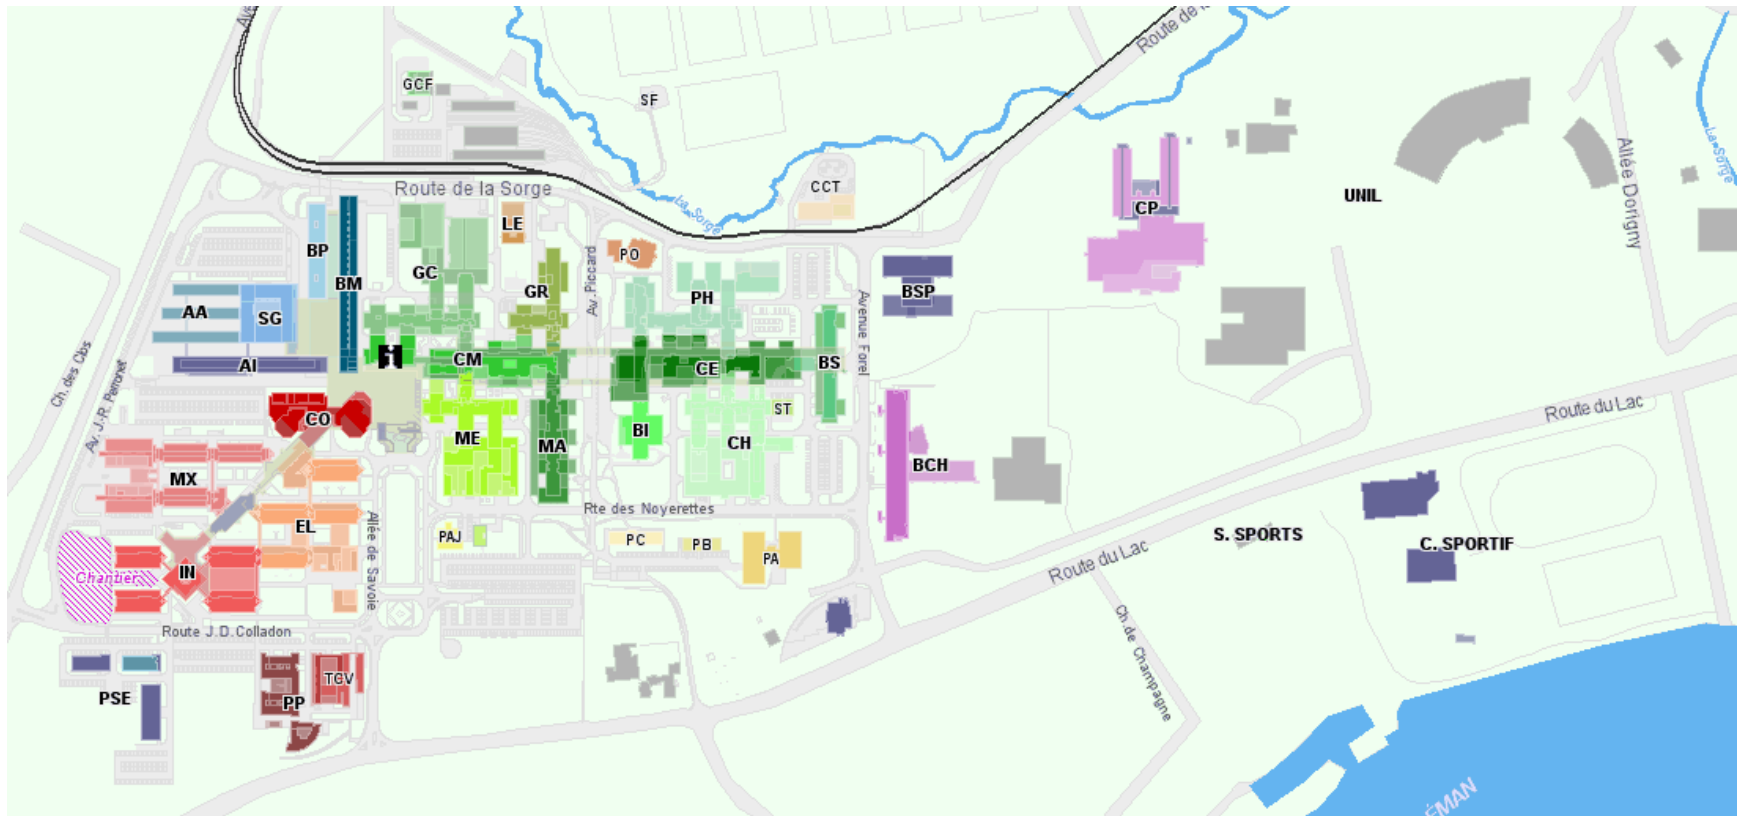 GCF
SF
Route de la
Route de la Sorge
La Sorge
CCT
CP
UNIL
Allée Dorigny
La Sorge
LE
BP
BM
GC
GR
PO
Av. Piccard
PH
BSP
AA
SG
AI
i
CM
CE
BS
Avenue Forel
Ch. des Clos
Av. J.-R. Perronet
CO
ME
MA
BI
ST
CH
BCH
Route du Lac
MX
EL
Allée de Savoie
Rte des Noyerettes
PAJ
PC
PB
PA
S. SPORTS
C. SPORTIF
Route du Lac
Chantier
IN
Route J.D.Colladon
Ch.de Champagne
PSE
PP
TCV
ÉMAN